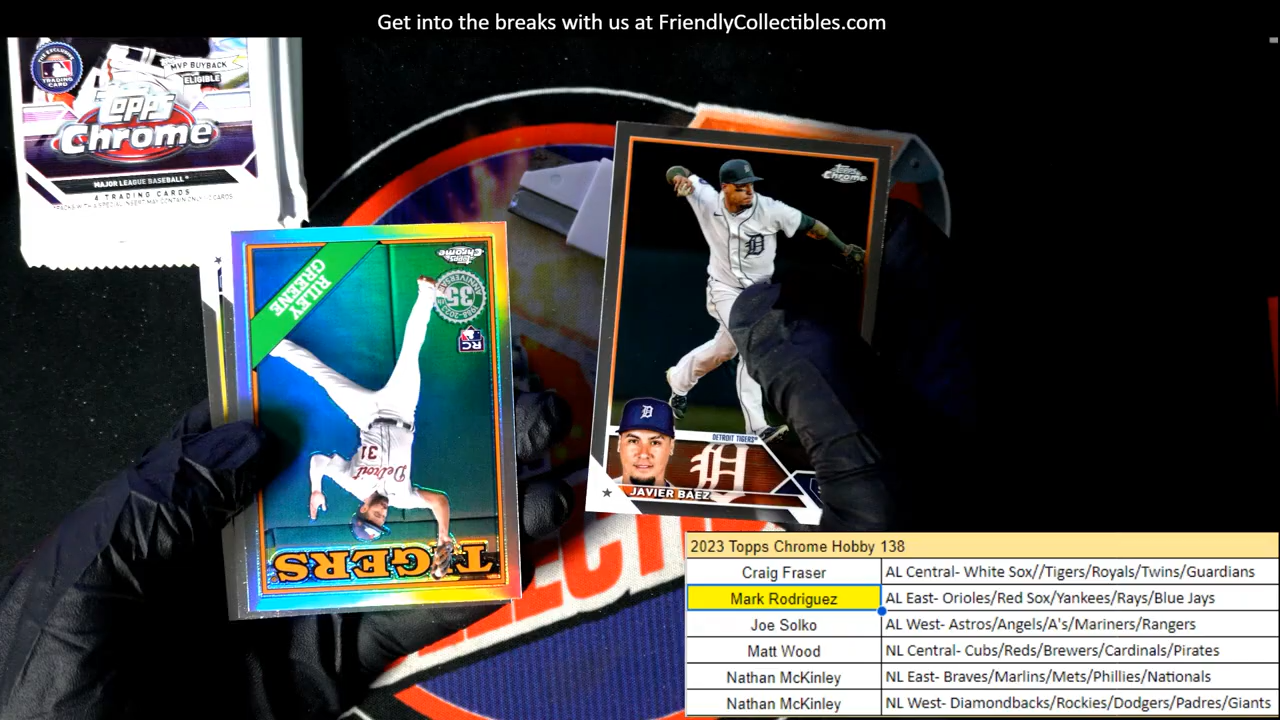 Get into the breaks with us at FriendlyCollectibles.com
MVP BUYBACK
ELIGIBLE
Topps
Chrome
MAJOR LEAGUE BASEBALL
4 TRADING CARDS
Topps
Chrome
35
RC
RILEY
GREENE
Detroit
31
TIGERS
Topps
Chrome
D
DETROIT TIGERS
JAVIER BAEZ
2023 Topps Chrome Hobby 138
Craig Fraser AL Central- White Sox//Tigers/Royals/Twins/Guardians
Mark Rodriguez AL East- Orioles/Red Sox/Yankees/Rays/Blue Jays
Joe Solko AL West- Astros/Angels/A's/Mariners/Rangers
Matt Wood NL Central- Cubs/Reds/Brewers/Cardinals/Pirates
Nathan McKinley NL East- Braves/Marlins/Mets/Phillies/Nationals
Nathan McKinley NL West- Diamondbacks/Rockies/Dodgers/Padres/Giants